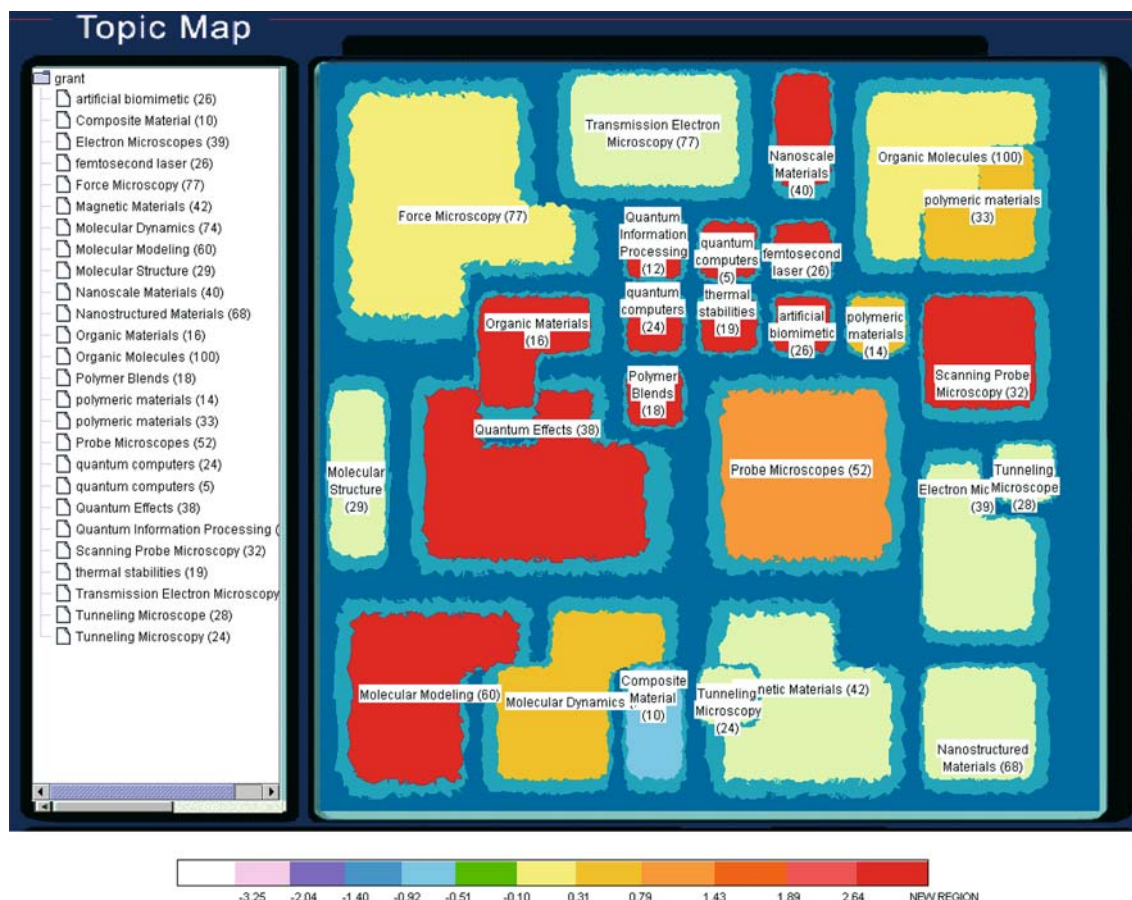 Topic Map
grant
artificial biomimetic (26)
Composite Material (10)
Electron Microscopes (39)
femtosecond laser (26)
Force Microscopy (77)
Magnetic Materials (42)
Molecular Dynamics (74)
Molecular Modeling (60)
Molecular Structure (29)
Nanoscale Materials (40)
Nanostructured Materials (68)
Organic Materials (16)
Organic Molecules (100)
Polymer Blends (18)
polymeric materials (14)
polymeric materials (33)
Probe Microscopes (52)
quantum computers (24)
quantum computers (5)
Quantum Effects (38)
Quantum Information Processing (
Scanning Probe Microscopy (32)
thermal stabilities (19)
Transmission Electron Microscopy
Tunneling Microscope (28)
Tunneling Microscopy (24)
Transmission Electron
Microscopy (77)
Nanoscale
Materials
(40)
Organic Molecules (100)
polymeric materials
(33)
Force Microscopy (77)
Quantum
Information
Processing
(12)
quantum
computers
(5)
femtosecond
laser (26)
Organic Materials
(16)
quantum
computers
(24)
thermal
stabilities
(19)
artificial
biomimetic
(26)
polymeric
materials
(14)
Scanning Probe
Microscopy (32)
Polymer
Blends
(18)
Quantum Effects (38)
Molecular
Structure
(29)
Probe Microscopes (52)
Electron Mic
(39)
Tunneling
Microscope
(28)
Molecular Modeling (60)
Molecular Dynamics (
Composite
Material
(10)
Tunneling
Microscopy
(24)
netic Materials (42)
Nanostructured
Materials (68)
-3.25 -2.04 -1.40 -0.92 -0.51 -0.10 0.31 0.79 1.43 1.89 2.64 NEW REGION